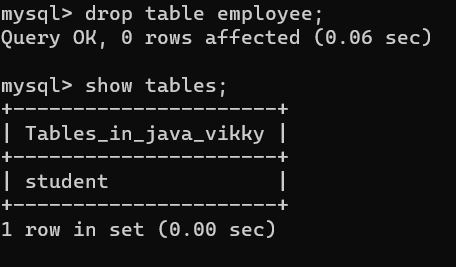 mysql> drop table employee;
Query OK, 0 rows affected (0.06 sec)
mysql> show tables;
+----------------------+
| Tables_in_java_vikky |
+----------------------+
| student              |
+----------------------+
1 row in set (0.00 sec)